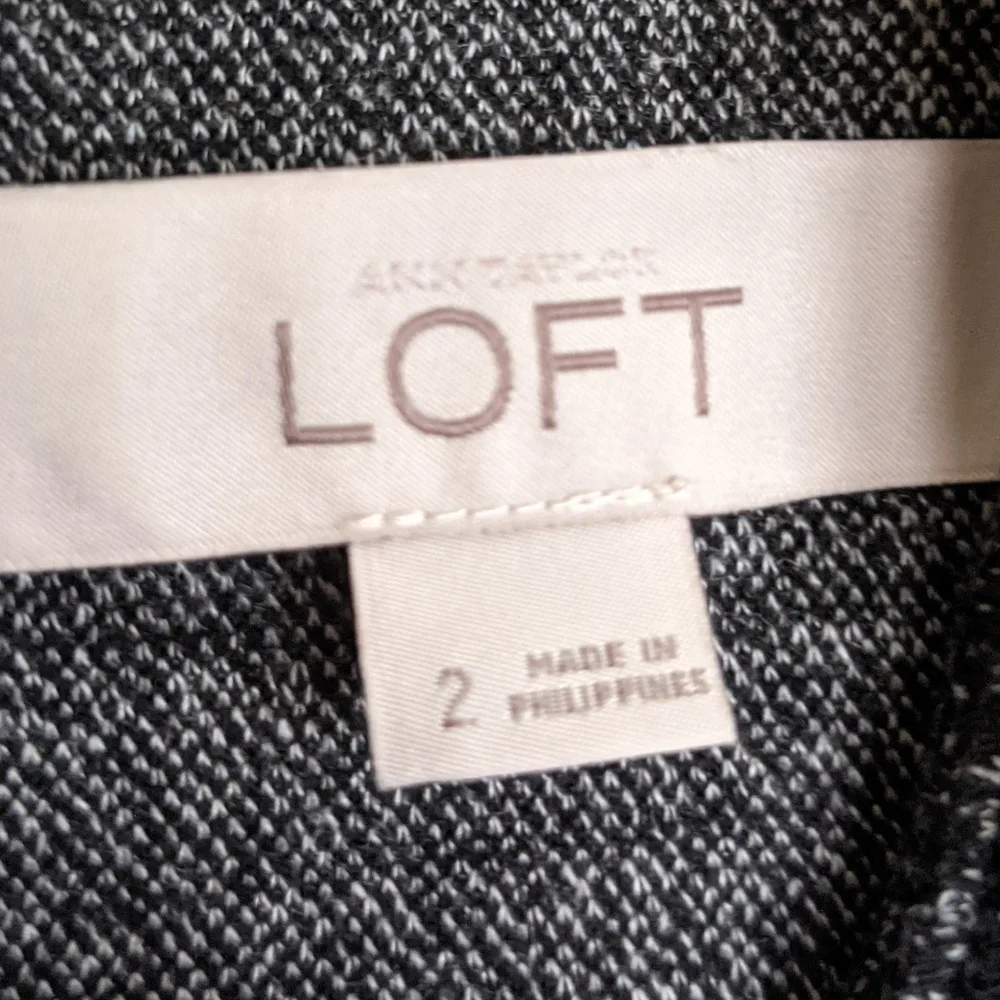 ANN TAYLOR
LOFT
2
MADE IN
PHILIPPINES